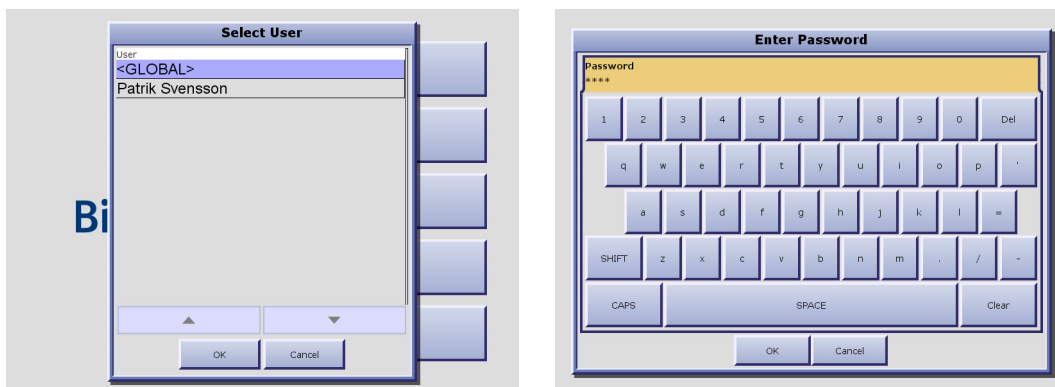 Select User
User
<GLOBAL>
Patrik Svensson
Bi
OK Cancel
Enter Password
Password
****
1 2 3 4 5 6 7 8 9 0 Del
q w e r t y u i o p '
a s d f g h j k l =
SHIFT z x c v b n m . / -
CAPS SPACE Clear
OK Cancel